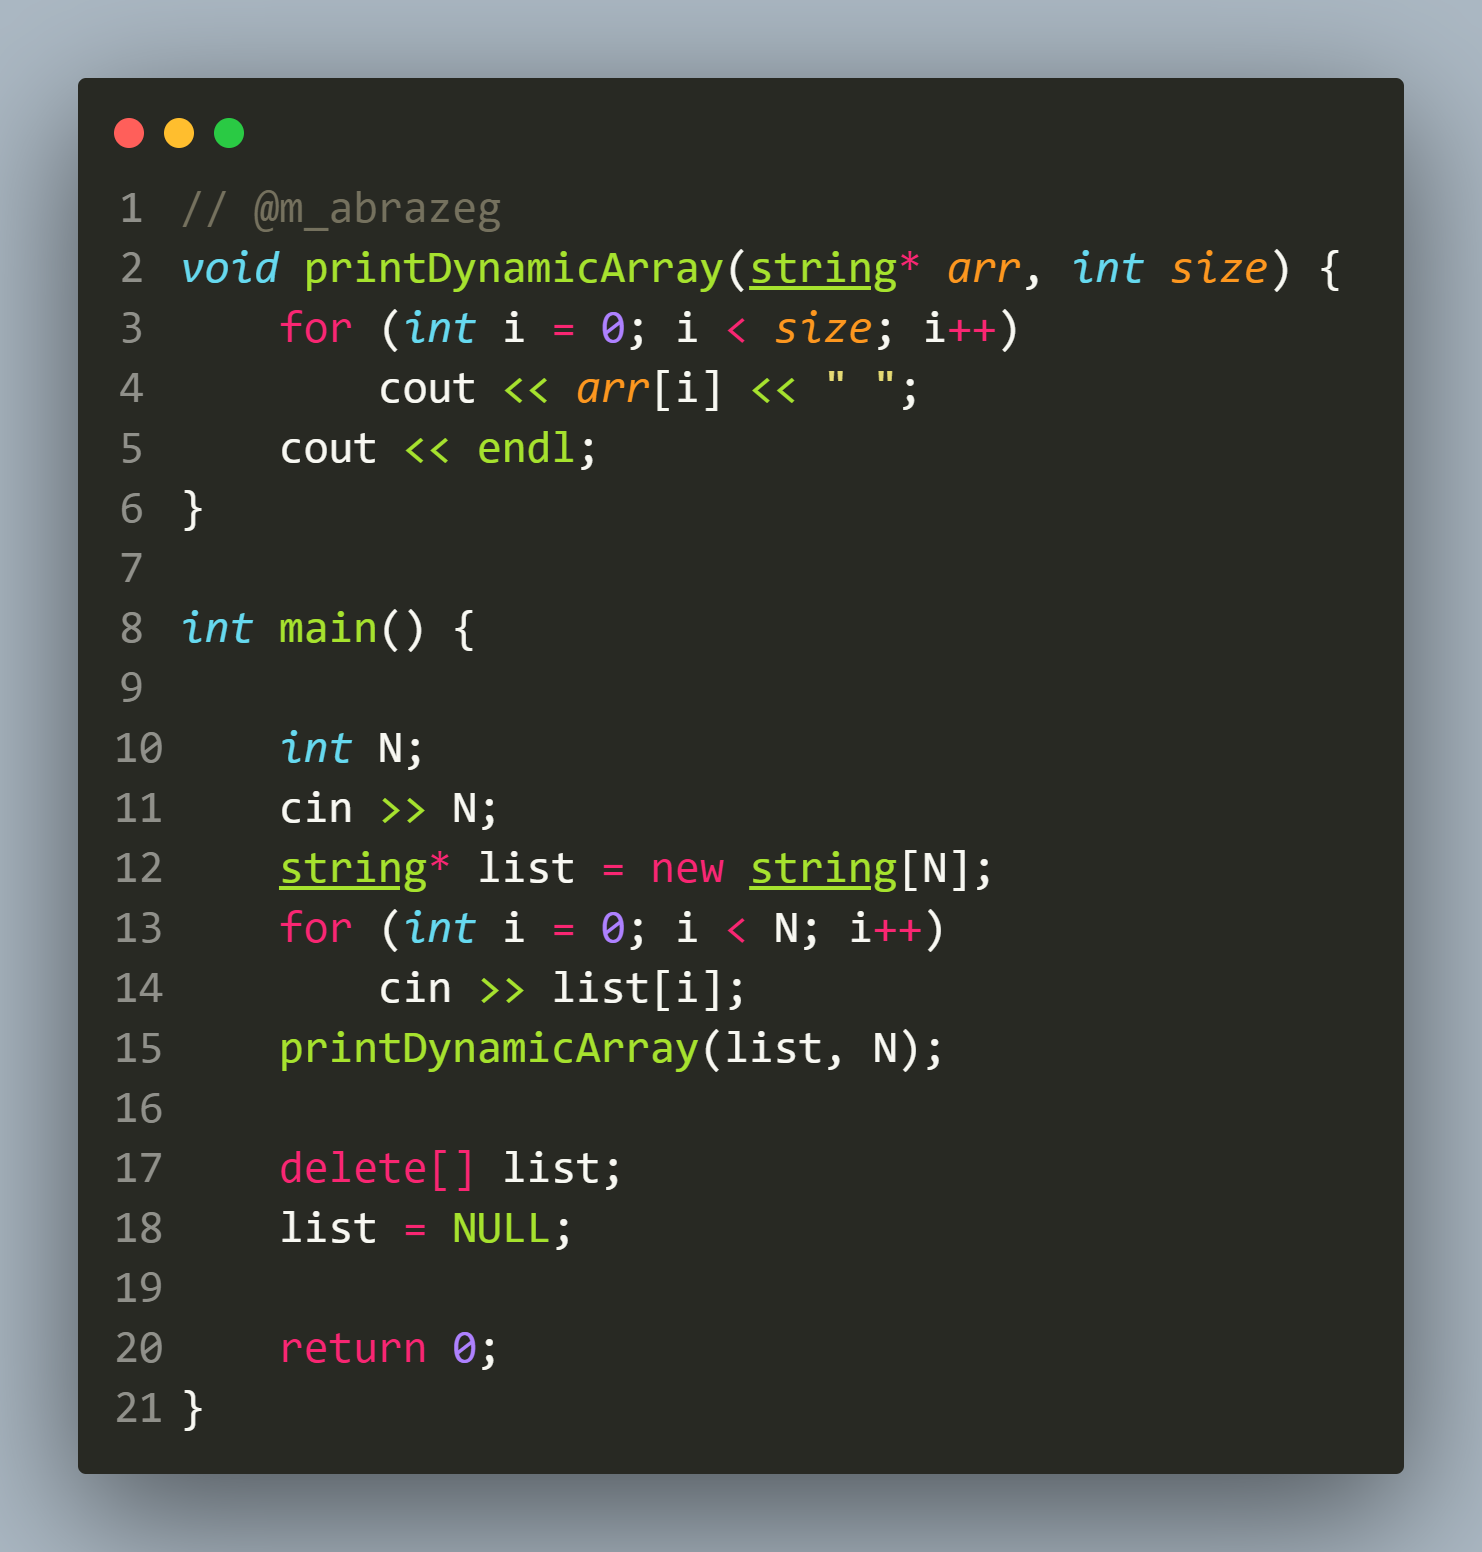 1 // @m_abrazeg
2 void printDynamicArray(string* arr, int size) {
3     for (int i = 0; i < size; i++)
4         cout << arr[i] << " ";
5     cout << endl;
6 }
7
8 int main() {
9
10     int N;
11     cin >> N;
12     string* list = new string[N];
13     for (int i = 0; i < N; i++)
14         cin >> list[i];
15     printDynamicArray(list, N);
16
17     delete[] list;
18     list = NULL;
19
20     return 0;
21 }